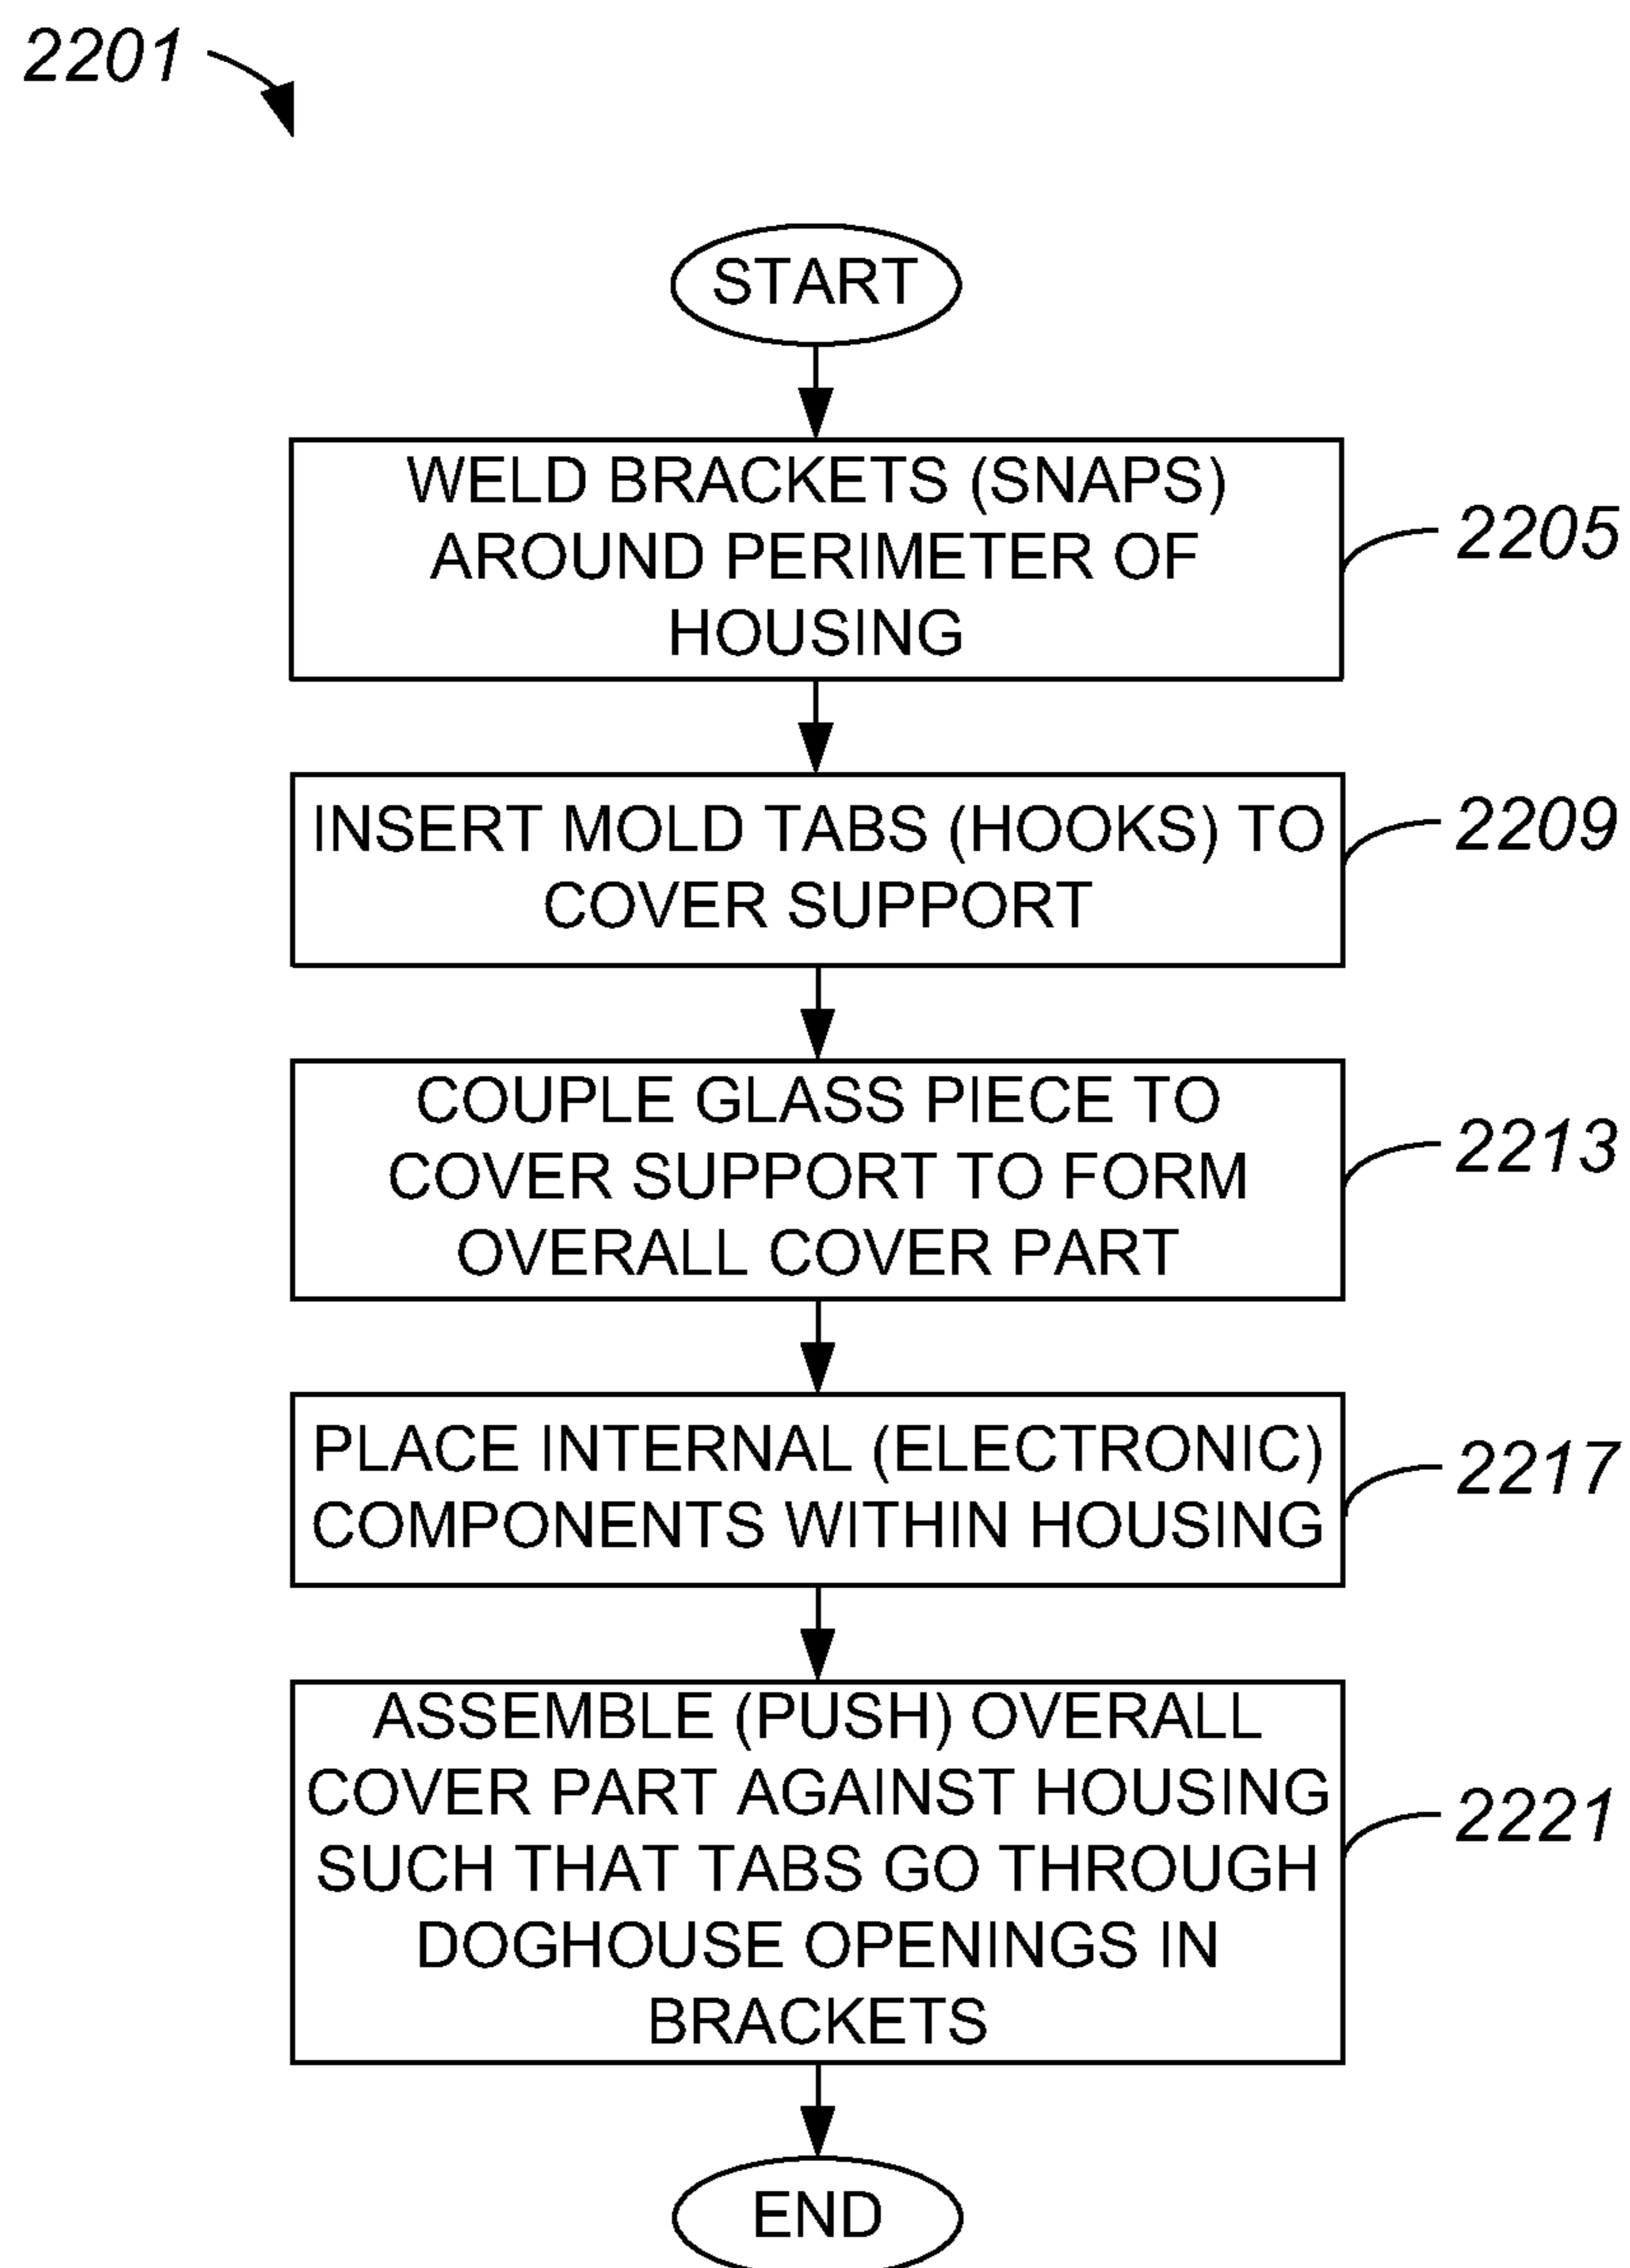 2201
START
WELD BRACKETS (SNAPS)
AROUND PERIMETER OF
HOUSING
2205
INSERT MOLD TABS (HOOKS) TO
COVER SUPPORT
2209
COUPLE GLASS PIECE TO
COVER SUPPORT TO FORM
OVERALL COVER PART
2213
PLACE INTERNAL (ELECTRONIC)
COMPONENTS WITHIN HOUSING
2217
ASSEMBLE (PUSH) OVERALL
COVER PART AGAINST HOUSING
SUCH THAT TABS GO THROUGH
DOGHOUSE OPENINGS IN
BRACKETS
2221
END